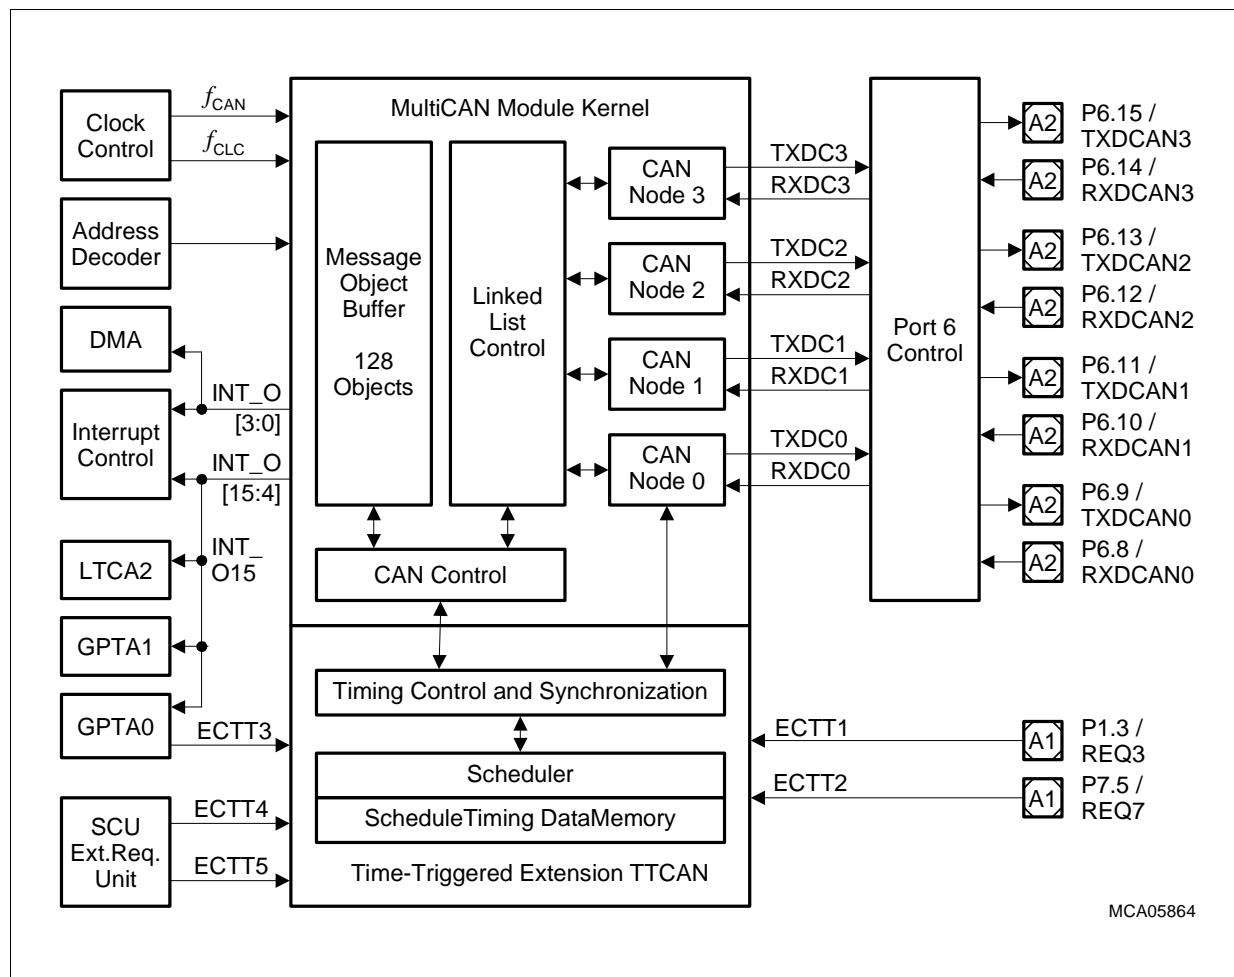 MultiCAN Module Kernel
Clock
Control
fCAN
fCLC
Address
Decoder
DMA
Interrupt
Control
INT_O
[3:0]
INT_O
[15:4]
INT_
O15
LTCA2
GPTA1
GPTA0
ECTT3
SCU
Ext.Req.
Unit
ECTT4
ECTT5
Message
Object
Buffer
128
Objects
Linked
List
Control
CAN
Node 3
CAN
Node 2
CAN
Node 1
CAN
Node 0
CAN Control
Timing Control and Synchronization
Scheduler
ScheduleTiming DataMemory
Time-Triggered Extension TTCAN
TXDC3
RXDC3
TXDC2
RXDC2
TXDC1
RXDC1
TXDC0
RXDC0
Port 6
Control
A2
P6.15 /
TXDCAN3
A2
P6.14 /
RXDCAN3
A2
P6.13 /
TXDCAN2
A2
P6.12 /
RXDCAN2
A2
P6.11 /
TXDCAN1
A2
P6.10 /
RXDCAN1
A2
P6.9 /
TXDCAN0
A2
P6.8 /
RXDCAN0
ECTT1
A1
P1.3 /
REQ3
ECTT2
A1
P7.5 /
REQ7
MCA05864